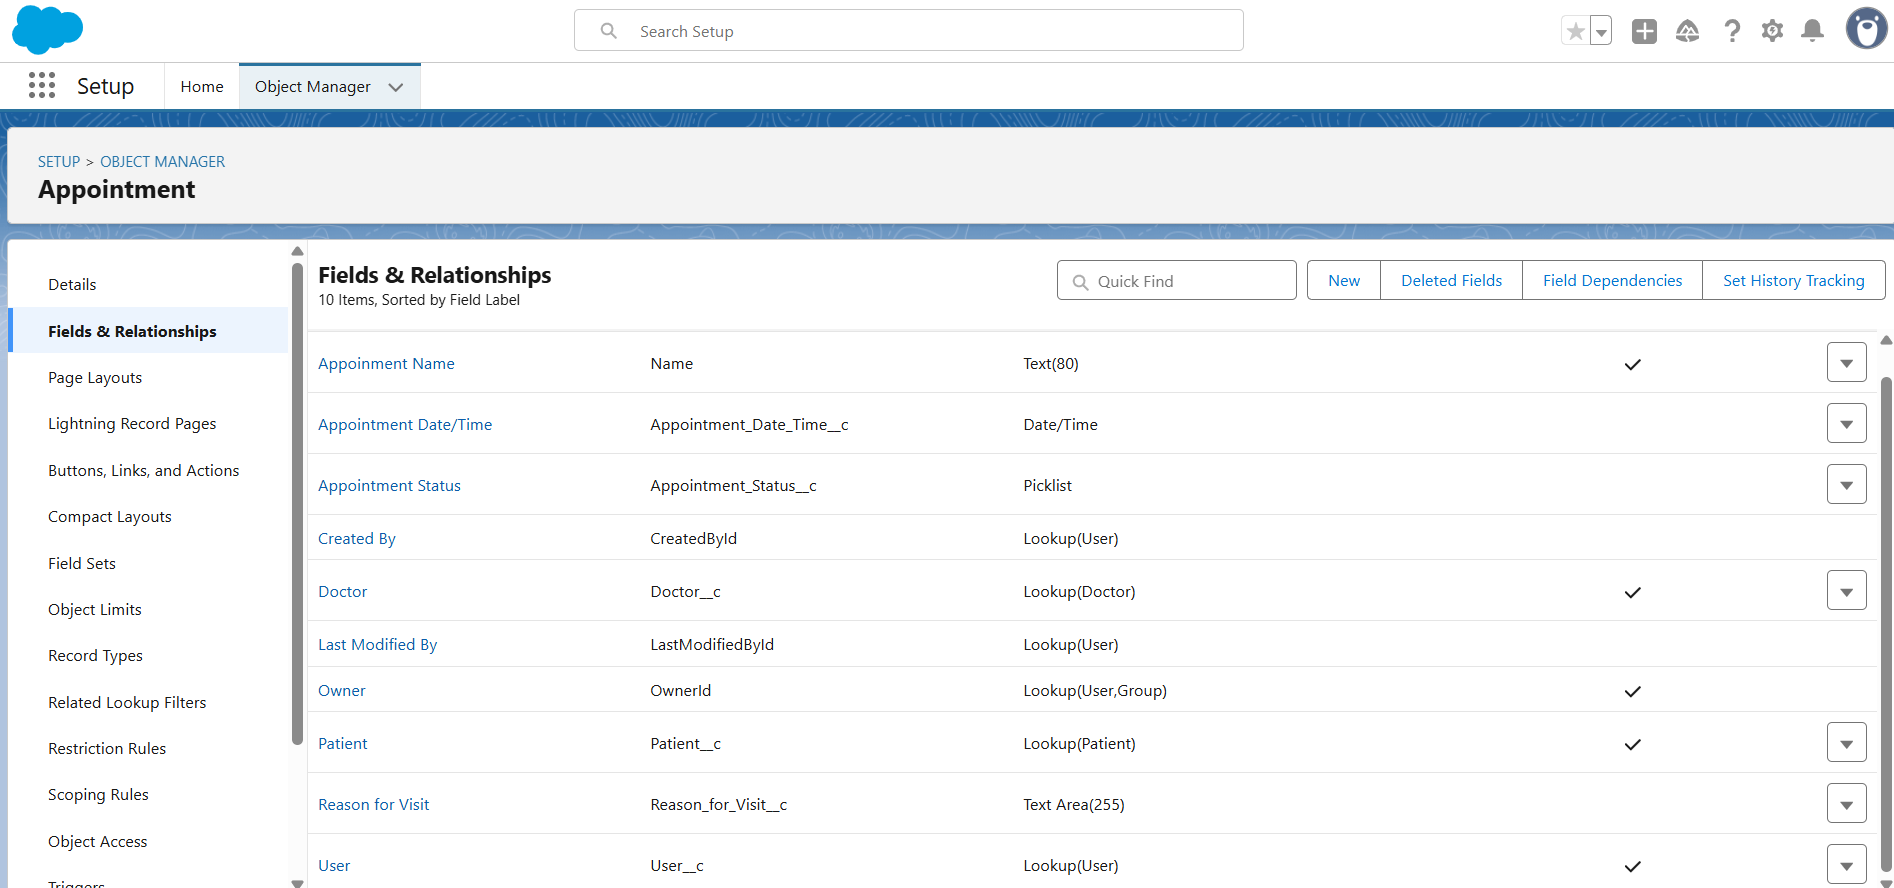 Search Setup
Setup
Home
Object Manager
SETUP > OBJECT MANAGER
Appointment
Details
Fields & Relationships
Page Layouts
Lightning Record Pages
Buttons, Links, and Actions
Compact Layouts
Field Sets
Object Limits
Record Types
Related Lookup Filters
Restriction Rules
Scoping Rules
Object Access
Triggers
Fields & Relationships
10 Items, Sorted by Field Label
Quick Find
New
Deleted Fields
Field Dependencies
Set History Tracking
Appoinment Name Name Text(80)
Appointment Date/Time Appointment_Date_Time__c Date/Time
Appointment Status Appointment_Status__c Picklist
Created By CreatedById Lookup(User)
Doctor Doctor__c Lookup(Doctor)
Last Modified By LastModifiedById Lookup(User)
Owner OwnerId Lookup(User,Group)
Patient Patient__c Lookup(Patient)
Reason for Visit Reason_for_Visit__c Text Area(255)
User User__c Lookup(User)